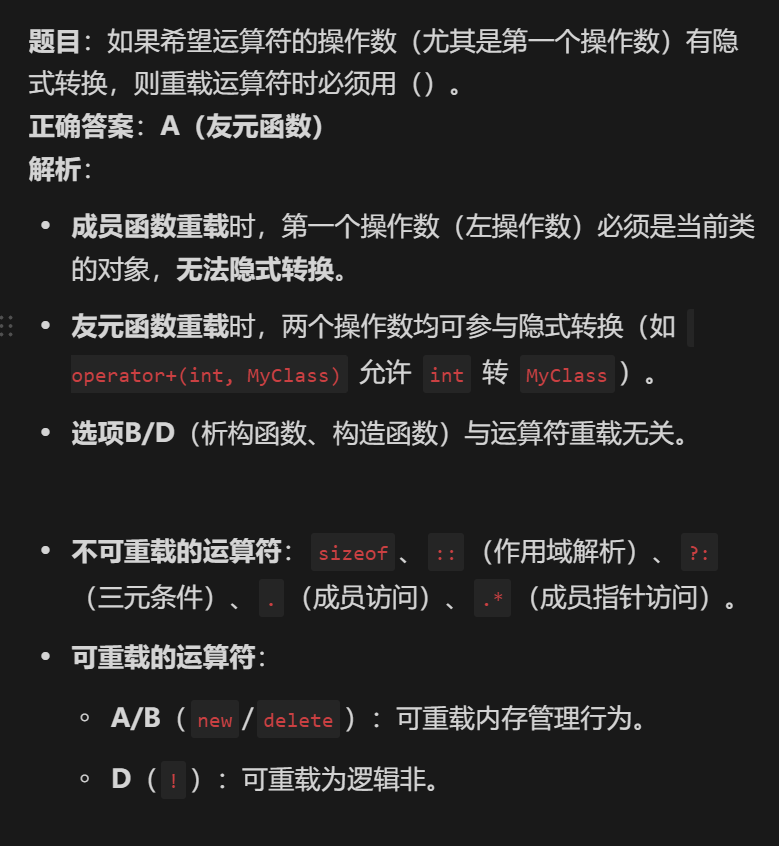 题目：如果希望运算符的操作数（尤其是第一个操作数）有隐
式转换，则重载运算符时必须用（）。
正确答案：A（友元函数）
解析：
• 成员函数重载时，第一个操作数（左操作数）必须是当前类
的对象，无法隐式转换。
• 友元函数重载时，两个操作数均可参与隐式转换（如
operator+(int, MyClass) 允许 int 转 MyClass）。
• 选项B/D（析构函数、构造函数）与运算符重载无关。
• 不可重载的运算符： sizeof、 ::（作用域解析）、 ?:
（三元条件）、 .（成员访问）、 .*（成员指针访问）。
• 可重载的运算符：
◦ A/B（new/delete）：可重载内存管理行为。
◦ D（!）：可重载为逻辑非。